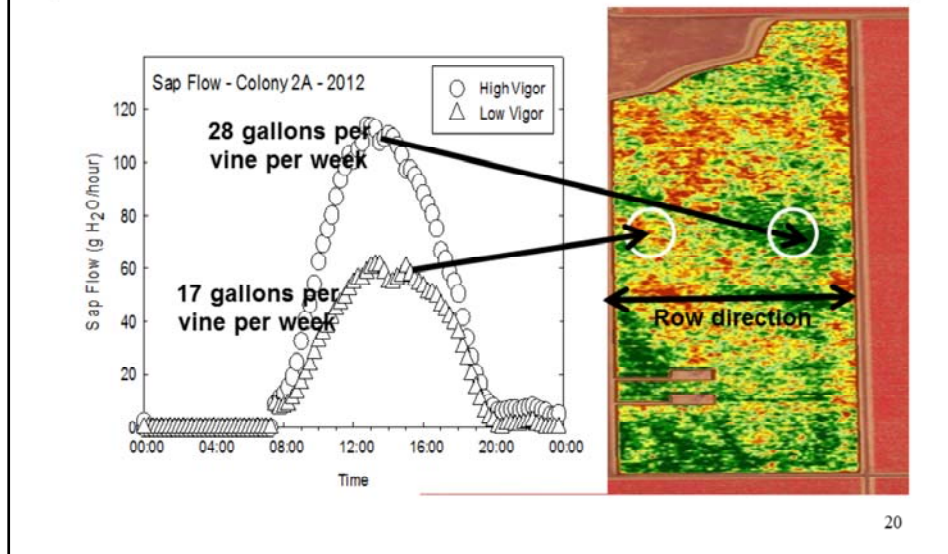 Sap Flow - Colony 2A - 2012
High Vigor
Low Vigor
28 gallons per
vine per week
17 gallons per
vine per week
Sap Flow (g H2O/hour)
120
100
80
60
40
20
0
00:00 04:00 08:00 12:00 16:00 20:00 00:00
Time
Row direction
20